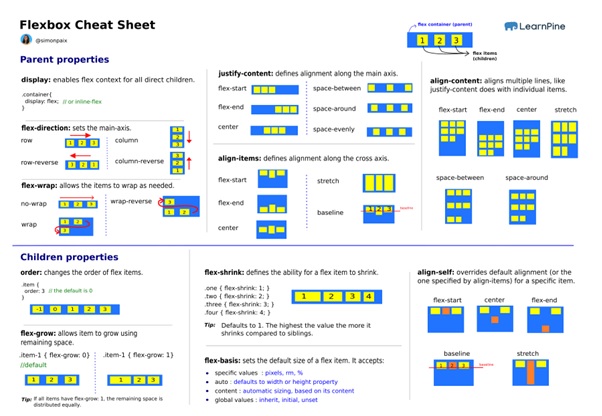 Flexbox Cheat Sheet
@simonpaix
flex container (parent)
1 2 3
flex items
(children)
LearnPine
Parent properties
display: enables flex context for all direct children.
.container{
display: flex; // or inline-flex
}
flex-direction: sets the main-axis.
row
1 2 3
column
1
2
3
row-reverse
3 2 1
column-reverse
3
2
1
flex-wrap: allows the items to wrap as needed.
no-wrap
1 2 3
wrap-reverse
3
1 2
wrap
1 2
3
justify-content: defines alignment along the main axis.
flex-start
space-between
flex-end
space-around
center
space-evenly
align-items: defines alignment along the cross axis.
flex-start
stretch
flex-end
baseline
1 2 3
baseline
center
align-content: aligns multiple lines, like
justify-content does with individual items.
flex-start
flex-end
center
stretch
space-between
space-around
Children properties
order: changes the order of flex items.
.item {
order: 3 // the default is 0
}
-1 0 1 2 3
flex-grow: allows item to grow using
remaining space.
.item-1 { flex-grow: 0}
//default
.item-1 { flex-grow: 1}
1 2 3
1 2 3
Tip: If all items have flex-grow: 1, the remaining space is
distributed equally.
flex-shrink: defines the ability for a flex item to shrink.
.one { flex-shrink: 1; }
.two { flex-shrink: 2; }
.three { flex-shrink: 3; }
.four { flex-shrink: 4; }
1 2 3 4
Tip: Defaults to 1. The highest the value the more it
shrinks compared to siblings.
flex-basis: sets the default size of a flex item. It accepts:
• specific values : pixels, rm, %
• auto : defaults to width or height property
• content : automatic sizing, based on its content
• global values : inherit, initial, unset
align-self: overrides default alignment (or the
one specified by align-items) for a specific item.
flex-start
center
flex-end
baseline
1 2 3
baseline
stretch